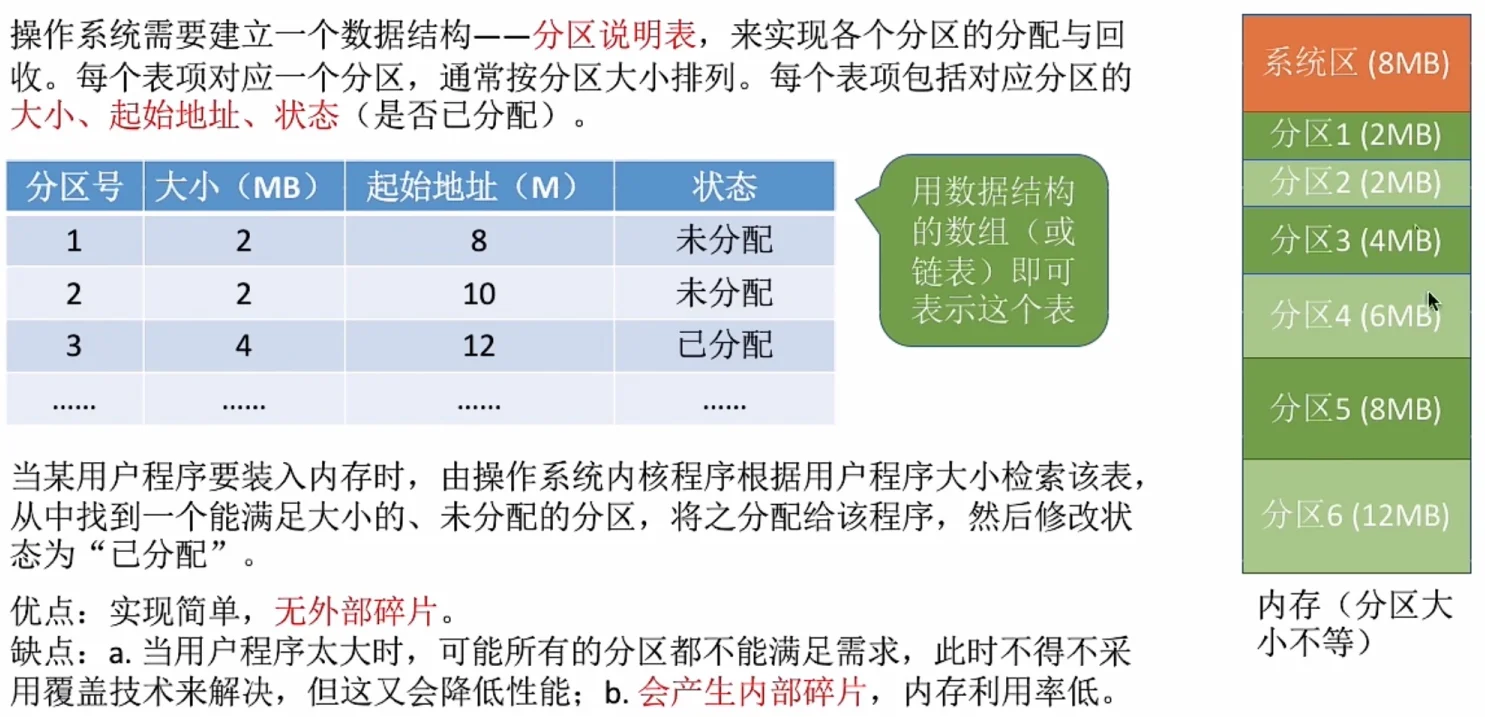 操作系统需要建立一个数据结构——分区说明表，来实现各个分区的分配与回
收。每个表项对应一个分区，通常按分区大小排列。每个表项包括对应分区的
大小、起始地址、状态（是否已分配）。
分区号 大小（MB） 起始地址（M） 状态
1 2 8 未分配
2 2 10 未分配
3 4 12 已分配
...... ...... ...... ......
用数据结构
的数组（或
链表）即可
表示这个表
当某用户程序要装入内存时，由操作系统内核程序根据用户程序大小检索该表，
从中找到一个能满足大小的、未分配的分区，将之分配给该程序，然后修改状
态为“已分配”。
优点：实现简单，无外部碎片。
缺点：a. 当用户程序太大时，可能所有的分区都不能满足需求，此时不得不采
用覆盖技术来解决，但这又会降低性能；b. 会产生内部碎片，内存利用率低。
系统区 (8MB)
分区1 (2MB)
分区2 (2MB)
分区3 (4MB)
分区4 (6MB)
分区5 (8MB)
分区6 (12MB)
内存（分区大
小不等）